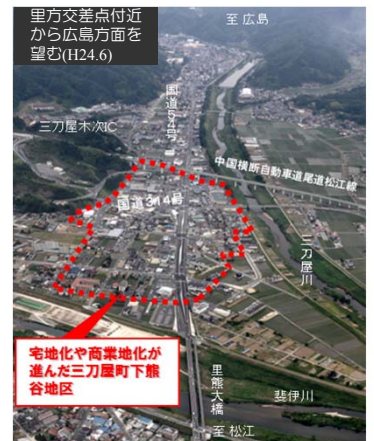 里方交差点付近
から広島方面を
望む(H24.6)
至 広島
国道54号
三刀屋木次IC
中国横断自動車道尾道松江線
国道314号
三刀屋川
宅地化や商業地化が
進んだ三刀屋町下熊
谷地区
里熊大橋
斐伊川
至 松江